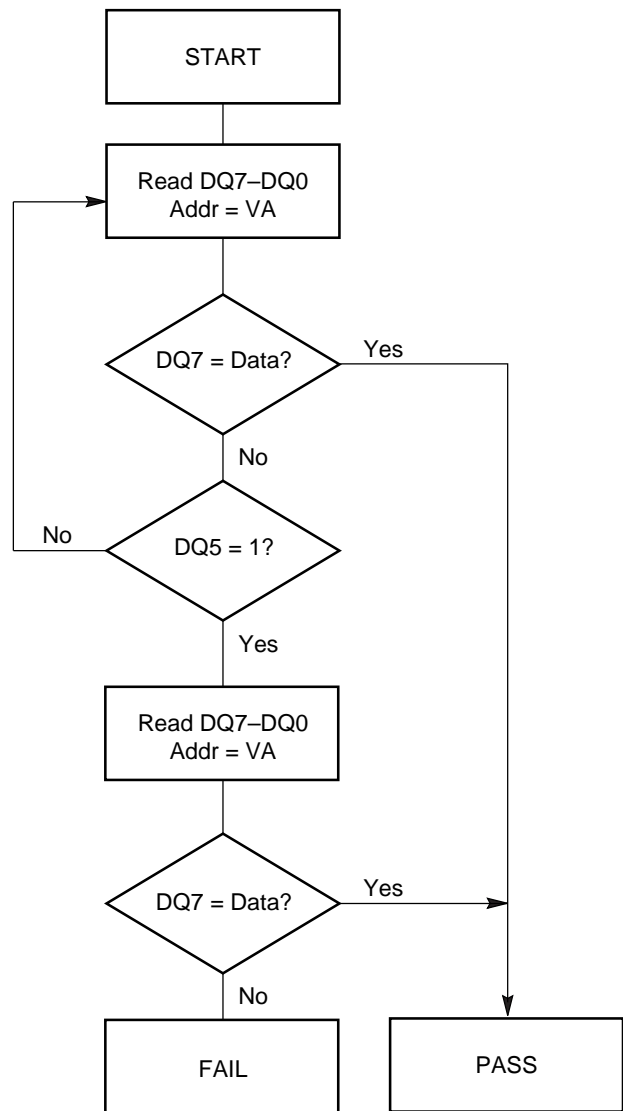 START
Read DQ7–DQ0
Addr = VA
DQ7 = Data?
Yes
No
DQ5 = 1?
No
Yes
Read DQ7–DQ0
Addr = VA
DQ7 = Data?
Yes
No
FAIL
PASS